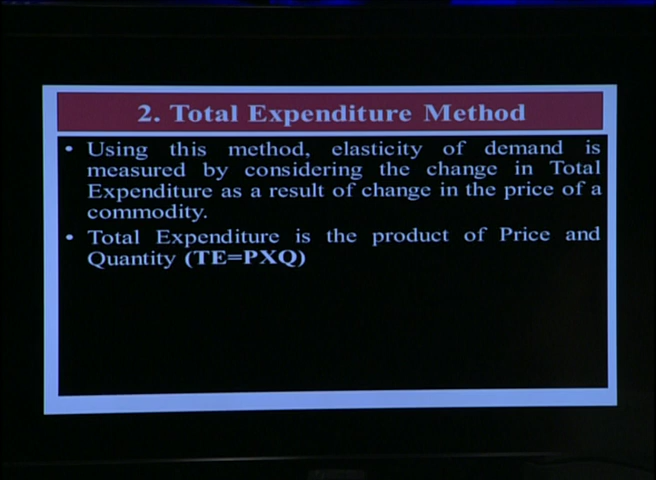 2. Total Expenditure Method
• Using this method, elasticity of demand is
measured by considering the change in Total
Expenditure as a result of change in the price of a
commodity.
• Total Expenditure is the product of Price and
Quantity (TE=PXQ)